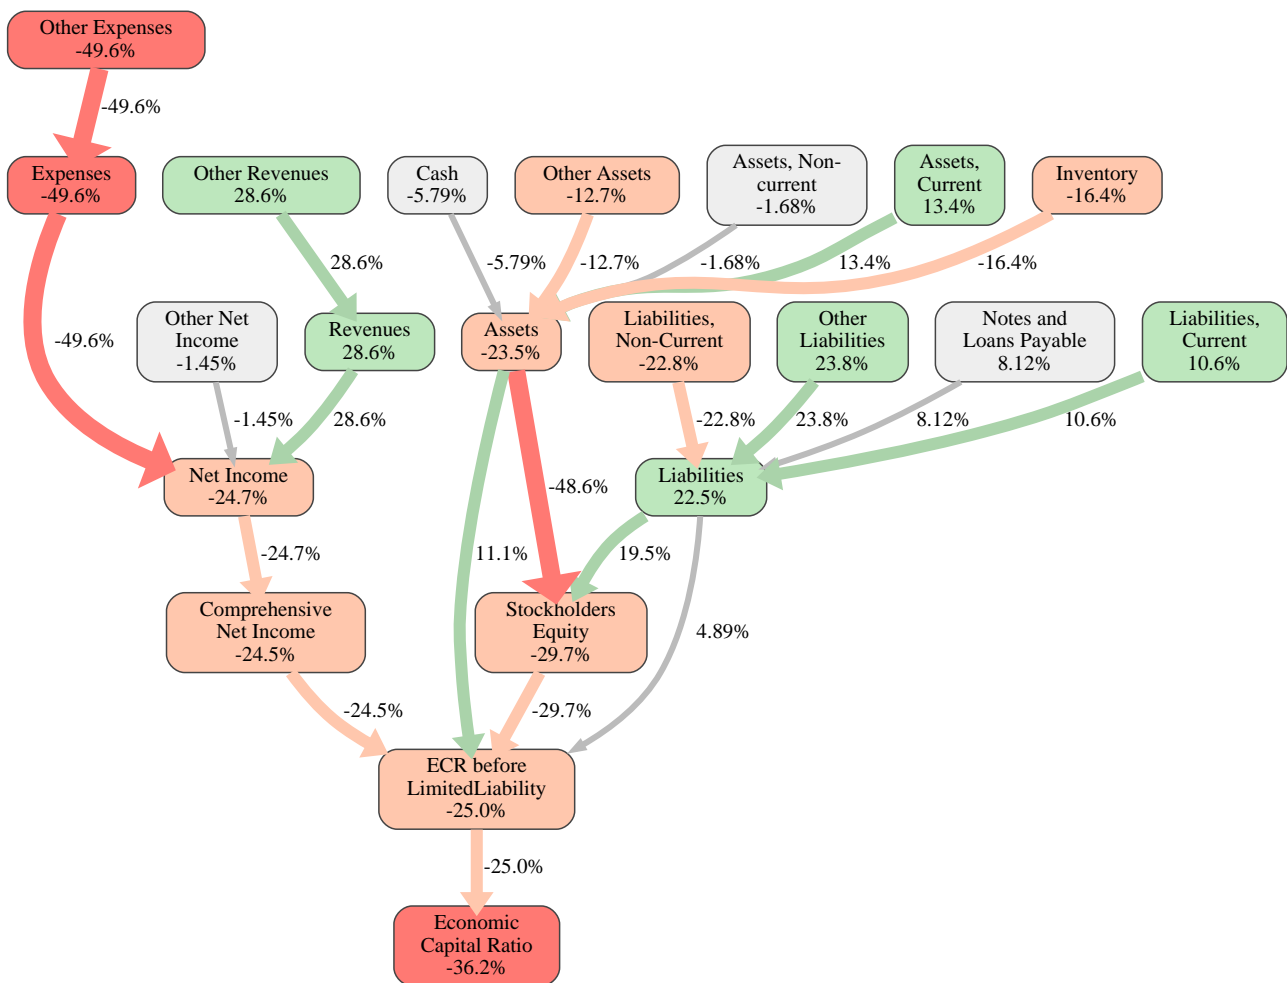 Other Expenses
-49.6%
-49.6%
Expenses
-49.6%
Other Revenues
28.6%
Cash
-5.79%
Other Assets
-12.7%
Assets, Non-
current
-1.68%
Assets,
Current
13.4%
Inventory
-16.4%
28.6%
-5.79%
-12.7%
-1.68%
13.4%
-16.4%
-49.6%
Other Net
Income
-1.45%
Revenues
28.6%
Assets
-23.5%
Liabilities,
Non-Current
-22.8%
Other
Liabilities
23.8%
Notes and
Loans Payable
8.12%
Liabilities,
Current
10.6%
-1.45%
28.6%
-22.8%
23.8%
8.12%
10.6%
Net Income
-24.7%
-48.6%
Liabilities
22.5%
-24.7%
11.1%
19.5%
Comprehensive
Net Income
-24.5%
Stockholders
Equity
-29.7%
4.89%
-24.5%
-29.7%
ECR before
LimitedLiability
-25.0%
-25.0%
Economic
Capital Ratio
-36.2%